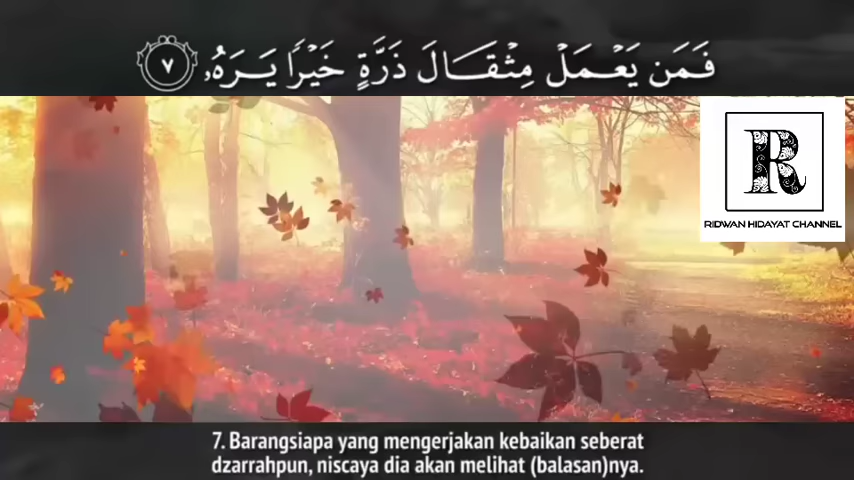 فَمَن يَعْمَلْ مِثْقَالَ ذَرَّةٍ خَيْرًا يَرَهُۥ ٧
R
RIDWAN HIDAYAT CHANNEL
7. Barangsiapa yang mengerjakan kebaikan seberat
dzarrahpun, niscaya dia akan melihat (balasan)nya.